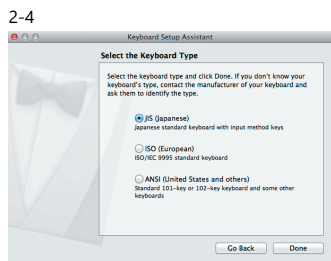 2-4
Keyboard Setup Assistant
Select the Keyboard Type
Select the keyboard type and click Done. If you don't know your
keyboard's type, contact the manufacturer of your keyboard and
ask them to identify the type.
JIS (Japanese)
Japanese standard keyboard with input method keys
ISO (European)
ISO/IEC 9995 standard keyboard
ANSI (United States and others)
Standard 101-key or 102-key keyboard and some other
keyboards
Go Back
Done